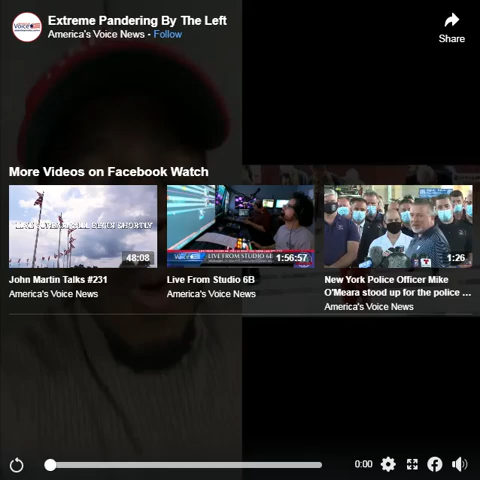 Extreme Pandering By The Left
America's Voice News - Follow
Share
More Videos on Facebook Watch
48:08
LIVE FROM STUDIO 6B
1:56:57
1:26
John Martin Talks #231
America's Voice News
Live From Studio 6B
America's Voice News
New York Police Officer Mike
O'Meara stood up for the police ...
America's Voice News
0:00